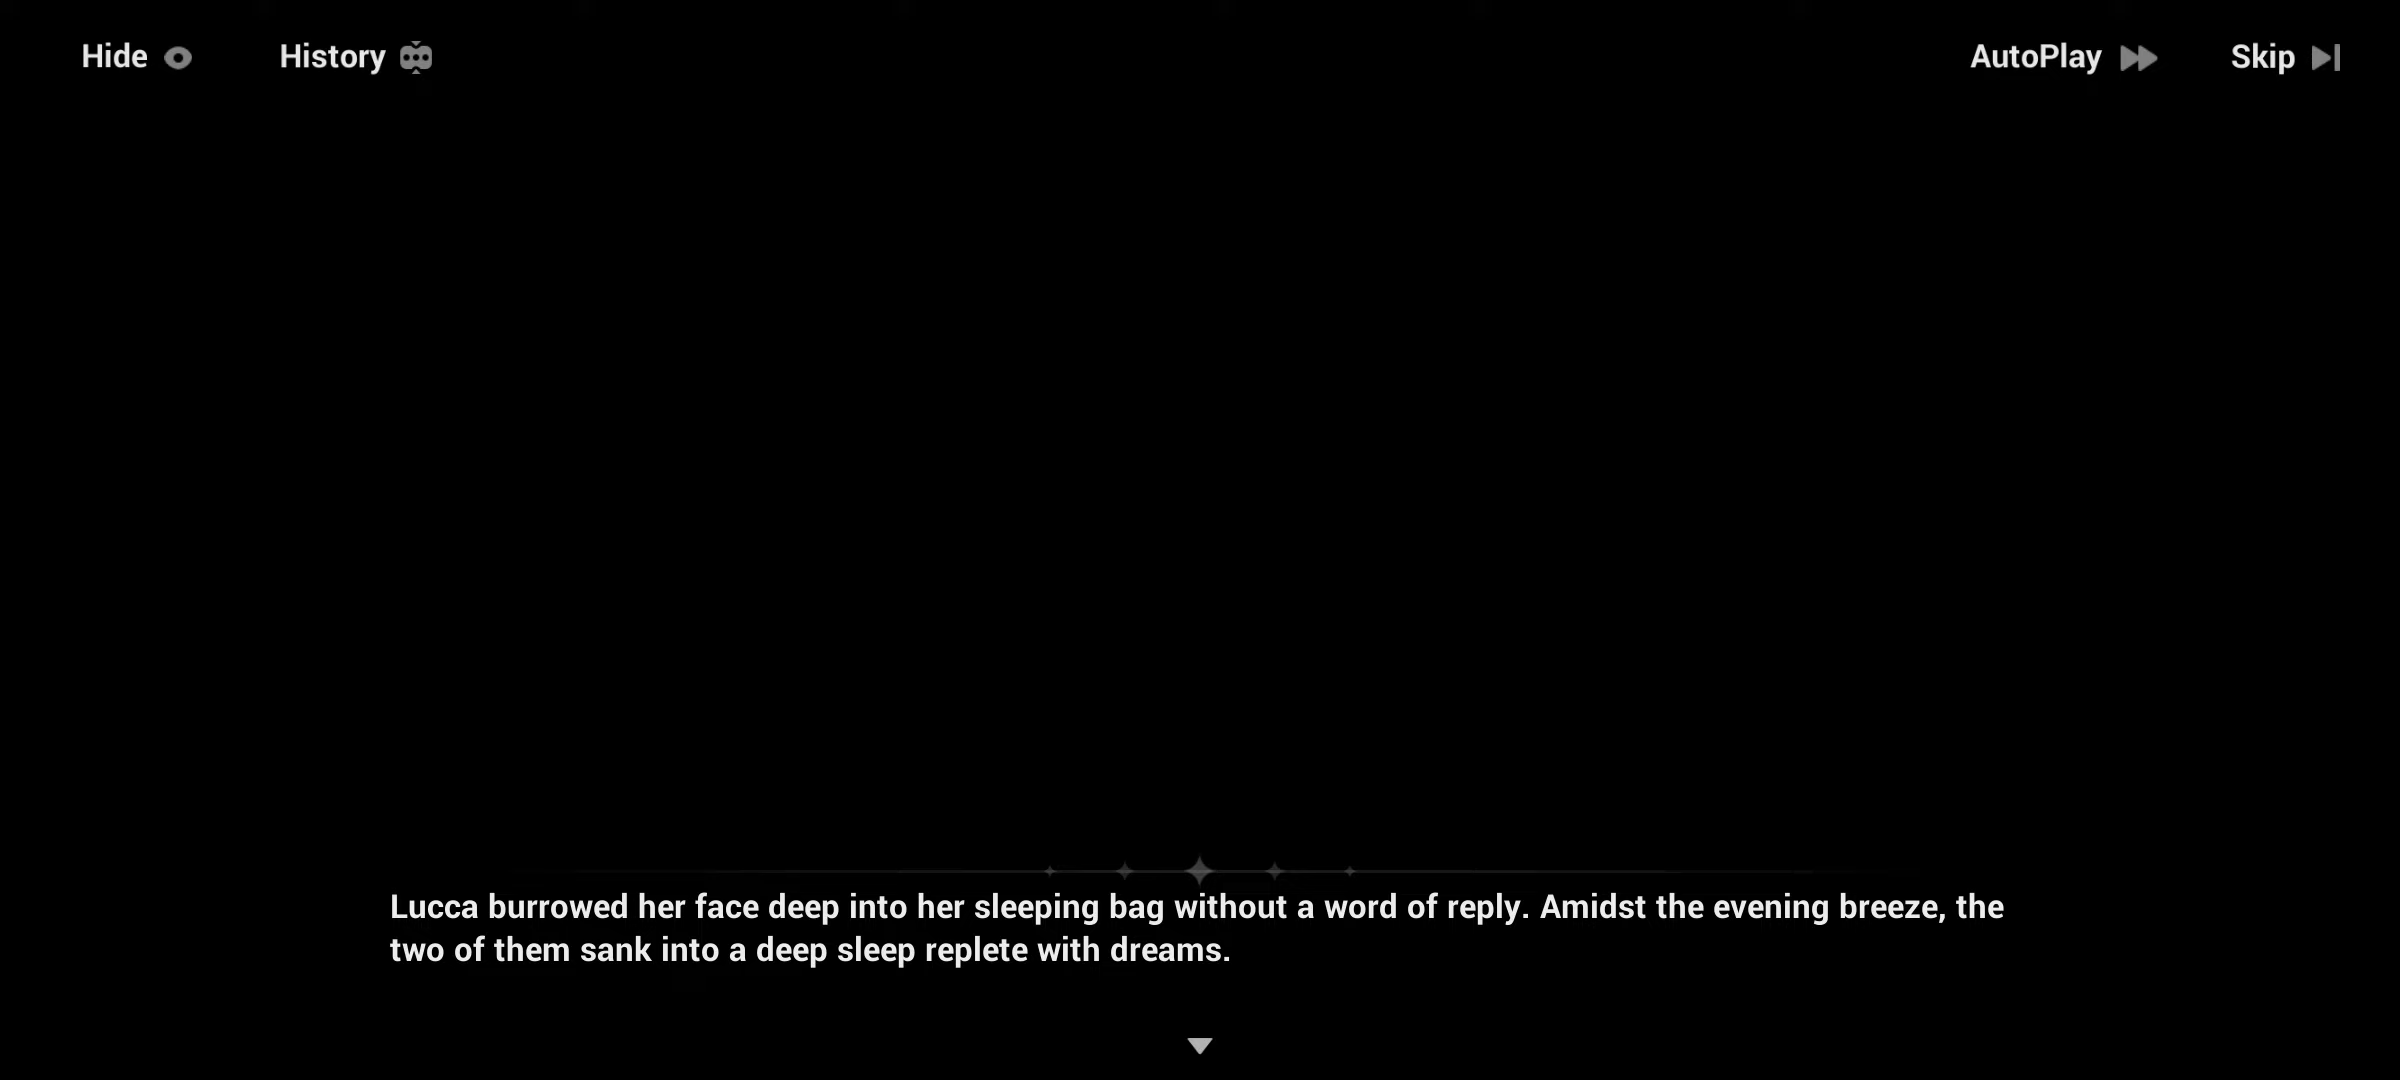 Hide
History
AutoPlay
Skip
Lucca burrowed her face deep into her sleeping bag without a word of reply. Amidst the evening breeze, the
two of them sank into a deep sleep replete with dreams.